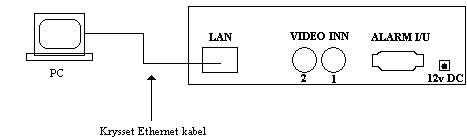 LAN VIDEO INN ALARM I/U
PC 2 1 12v DC
Krysset Ethernet kabel